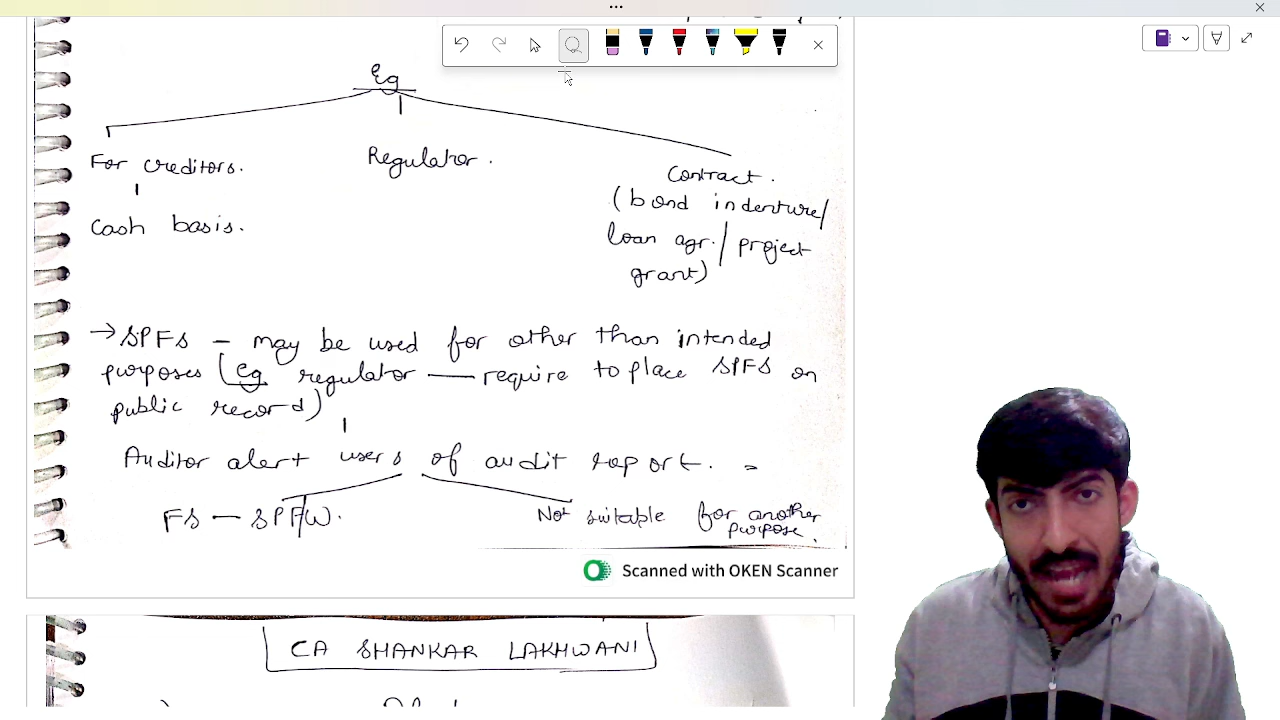 Eg
For creditors.
Regulator.
Contract.
(bond indenture/
loan agr. / project
grant)
Cash basis.
→ SPFS – may be used for other than intended
purposes (eg regulator — require to place SPFS on
public record)
Auditor alert users of audit report. =
FS – SPF/W.
Not suitable for another
purpose.
Scanned with OKEN Scanner
CA SHANKAR LAKHWANI